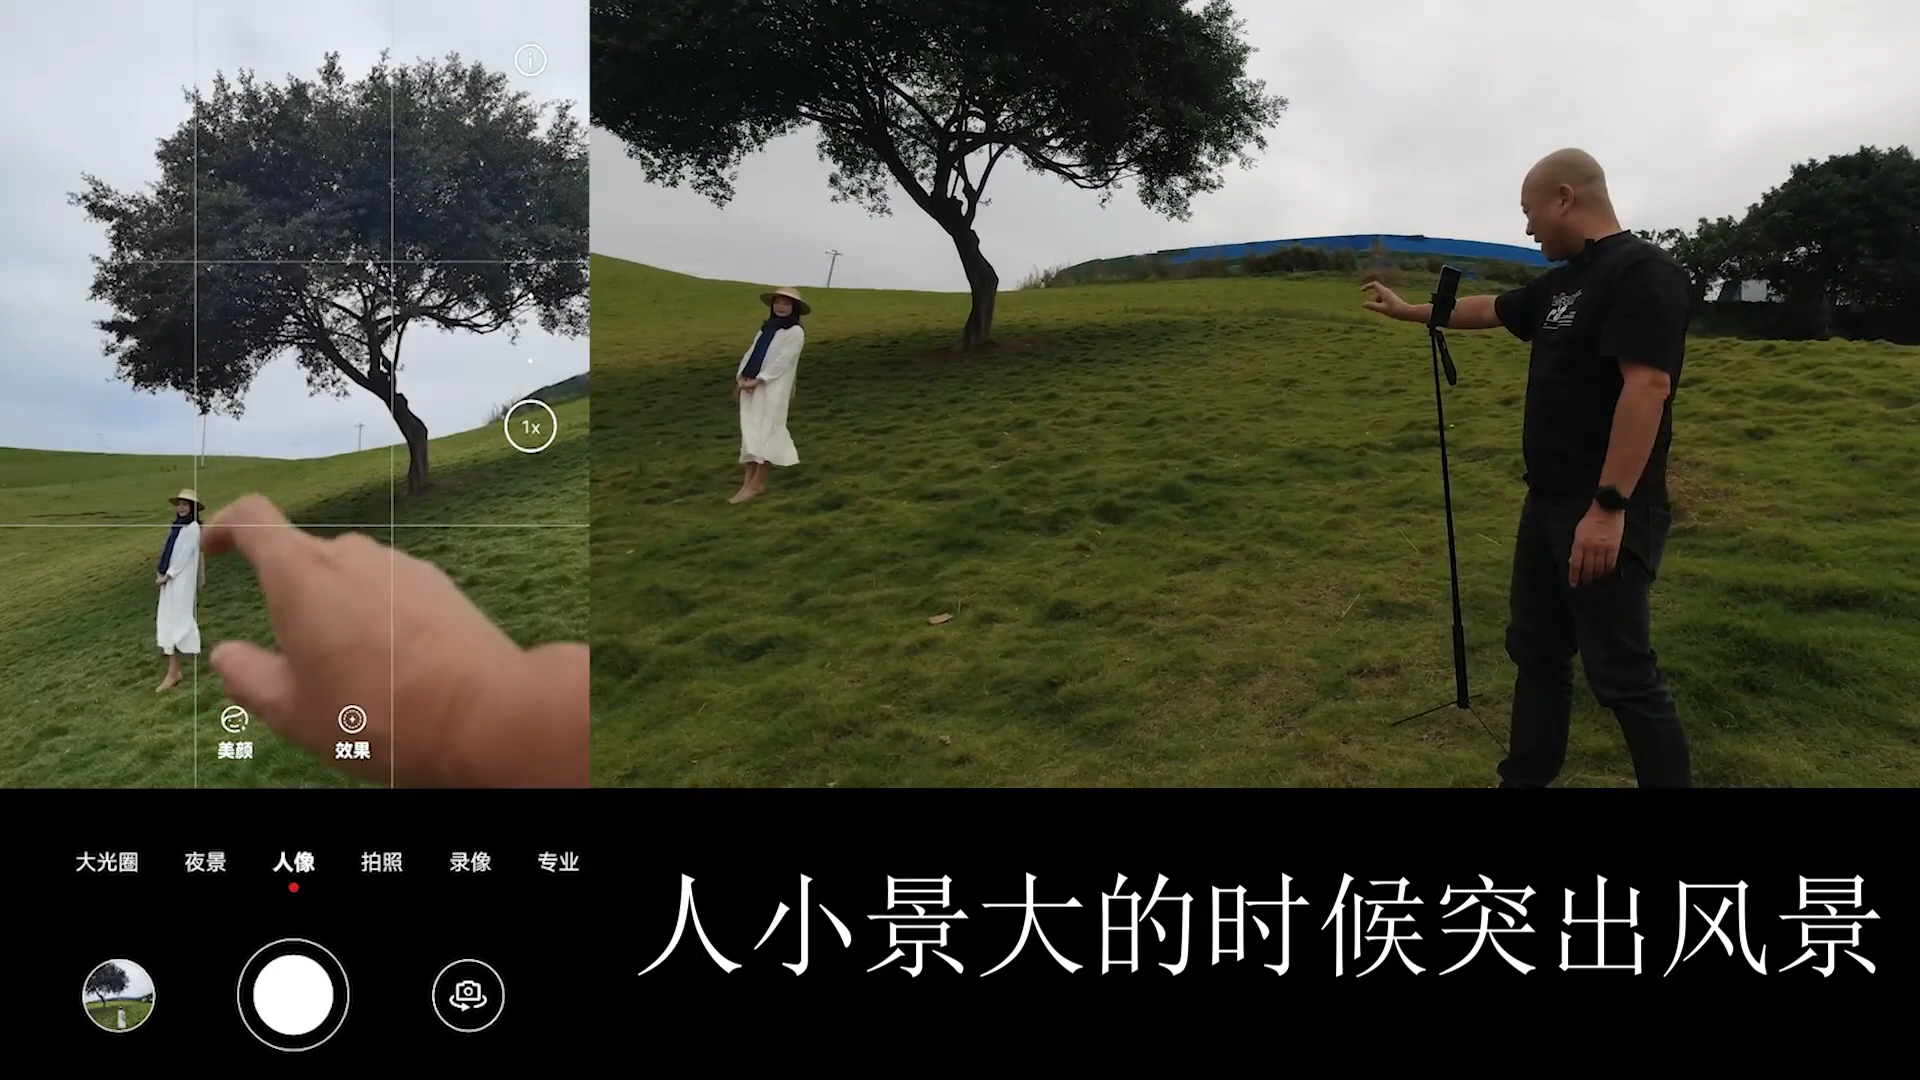 1x
美颜
效果
大光圈 夜景 人像 拍照 录像 专业
人小景大的时候突出风景